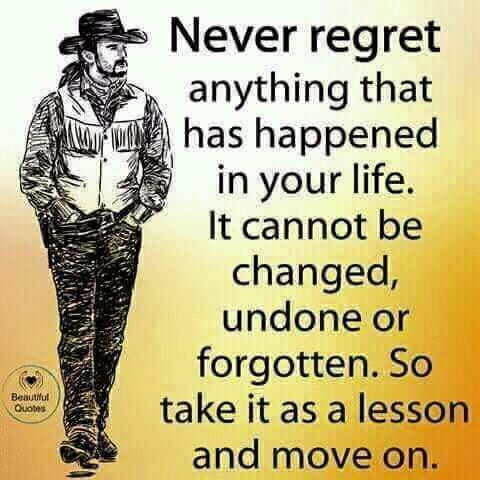 Never regret
anything that
has happened
in your life.
It cannot be
changed,
undone or
forgotten. So
take it as a lesson
and move on.
Beautiful
Quotes